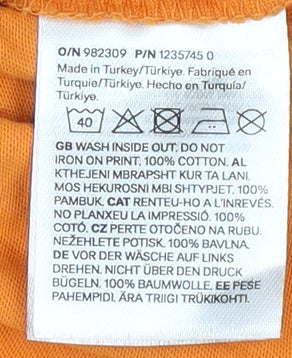 O/N 982309 P/N 1235745 0
Made in Turkey/Türkiye. Fabriqué en
Turquie/Türkiye. Hecho en Turquía/
Türkiye.
40
GB WASH INSIDE OUT. DO NOT
IRON ON PRINT. 100% COTTON. AL
KTHEJENI MBRAPSHT KUR TA LANI.
MOS HEKUROSNI MBI SHTYPJET. 100%
PAMBUK. CAT RENTEU-HO A L'INREVÉS.
NO PLANXEU LA IMPRESSIÓ. 100%
COTÓ. CZ PERTE OTOČENO NA RUBU.
NEŽEHLETE POTISK. 100% BAVLNA.
DE VOR DER WÄSCHE AUF LINKS
DREHEN. NICHT ÜBER DEN DRUCK
BÜGELN. 100% BAUMWOLLE. EE PESE
PAHEMPIDI. ÄRA TRIIGI TRÜKIKOHTI.